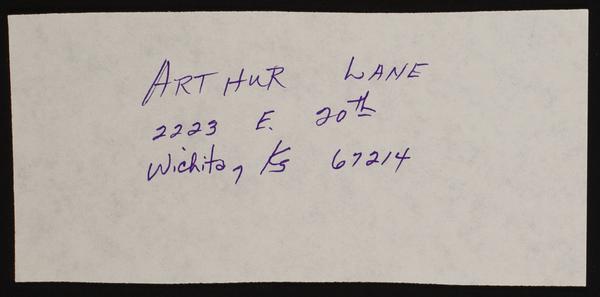 ARTHUR LANE
2223 E. 20th
Wichita, Ks 67214